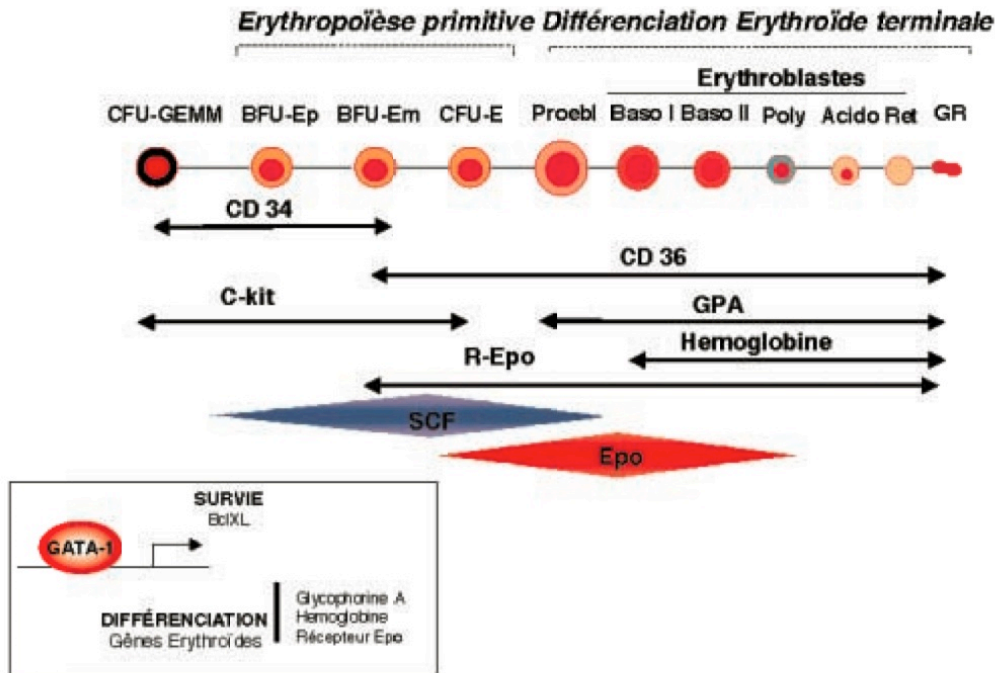 Erythropoïèse primitive Différenciation Erythroïde terminale
Erythroblastes
CFU-GEMM BFU-Ep BFU-Em CFU-E Proebl Baso I Baso II Poly Acido Ret GR
CD 34
CD 36
C-kit
GPA
Hemoglobine
R-Epo
SCF
Epo
SURVIE
BclXL
GATA-1
Glycophorine A
DIFFÉRENCIATION Hemoglobine
Gênes Erythroïdes Récepteur Epo